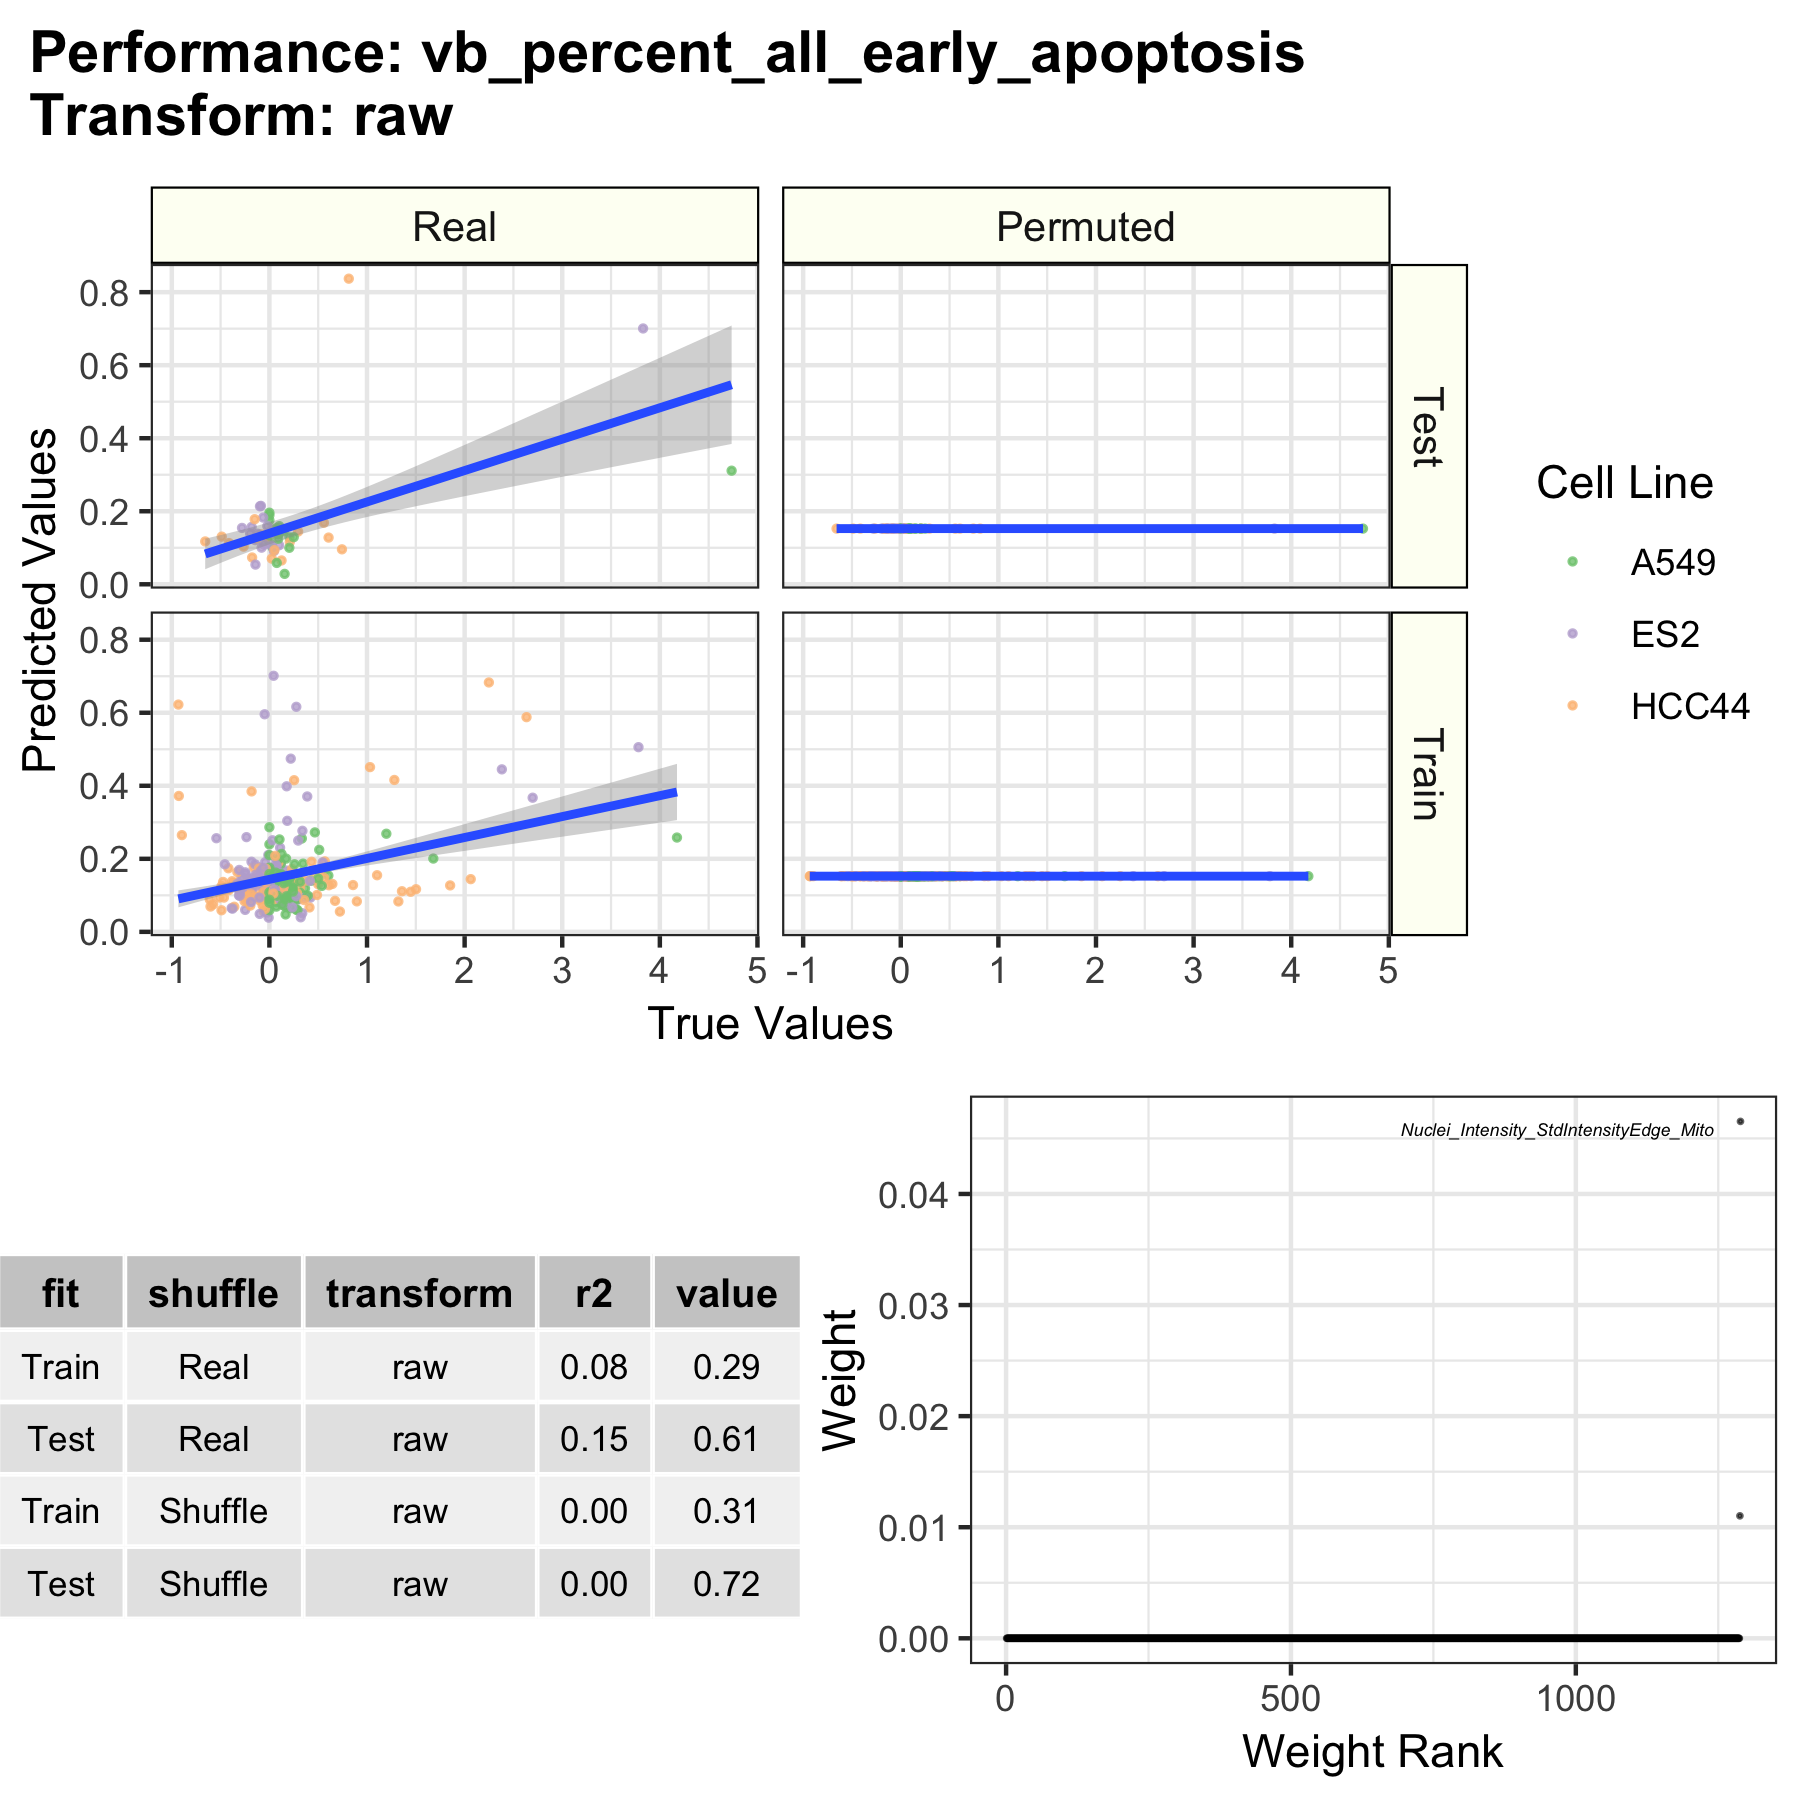 Performance: vb_percent_all_early_apoptosis
Transform: raw
Real
Permuted
0.8
0.6
0.4
0.2
0.0
Test
0.8
0.6
0.4
0.2
0.0
Train
Predicted Values
-1 0 1 2 3 4 5
-1 0 1 2 3 4 5
True Values
Cell Line
A549
ES2
HCC44
fit shuffle transform r2 value
Train Real raw 0.08 0.29
Test Real raw 0.15 0.61
Train Shuffle raw 0.00 0.31
Test Shuffle raw 0.00 0.72
Nuclei_Intensity_StdIntensityEdge_Mito
0.04
0.03
0.02
0.01
0.00
Weight
0 500 1000
Weight Rank